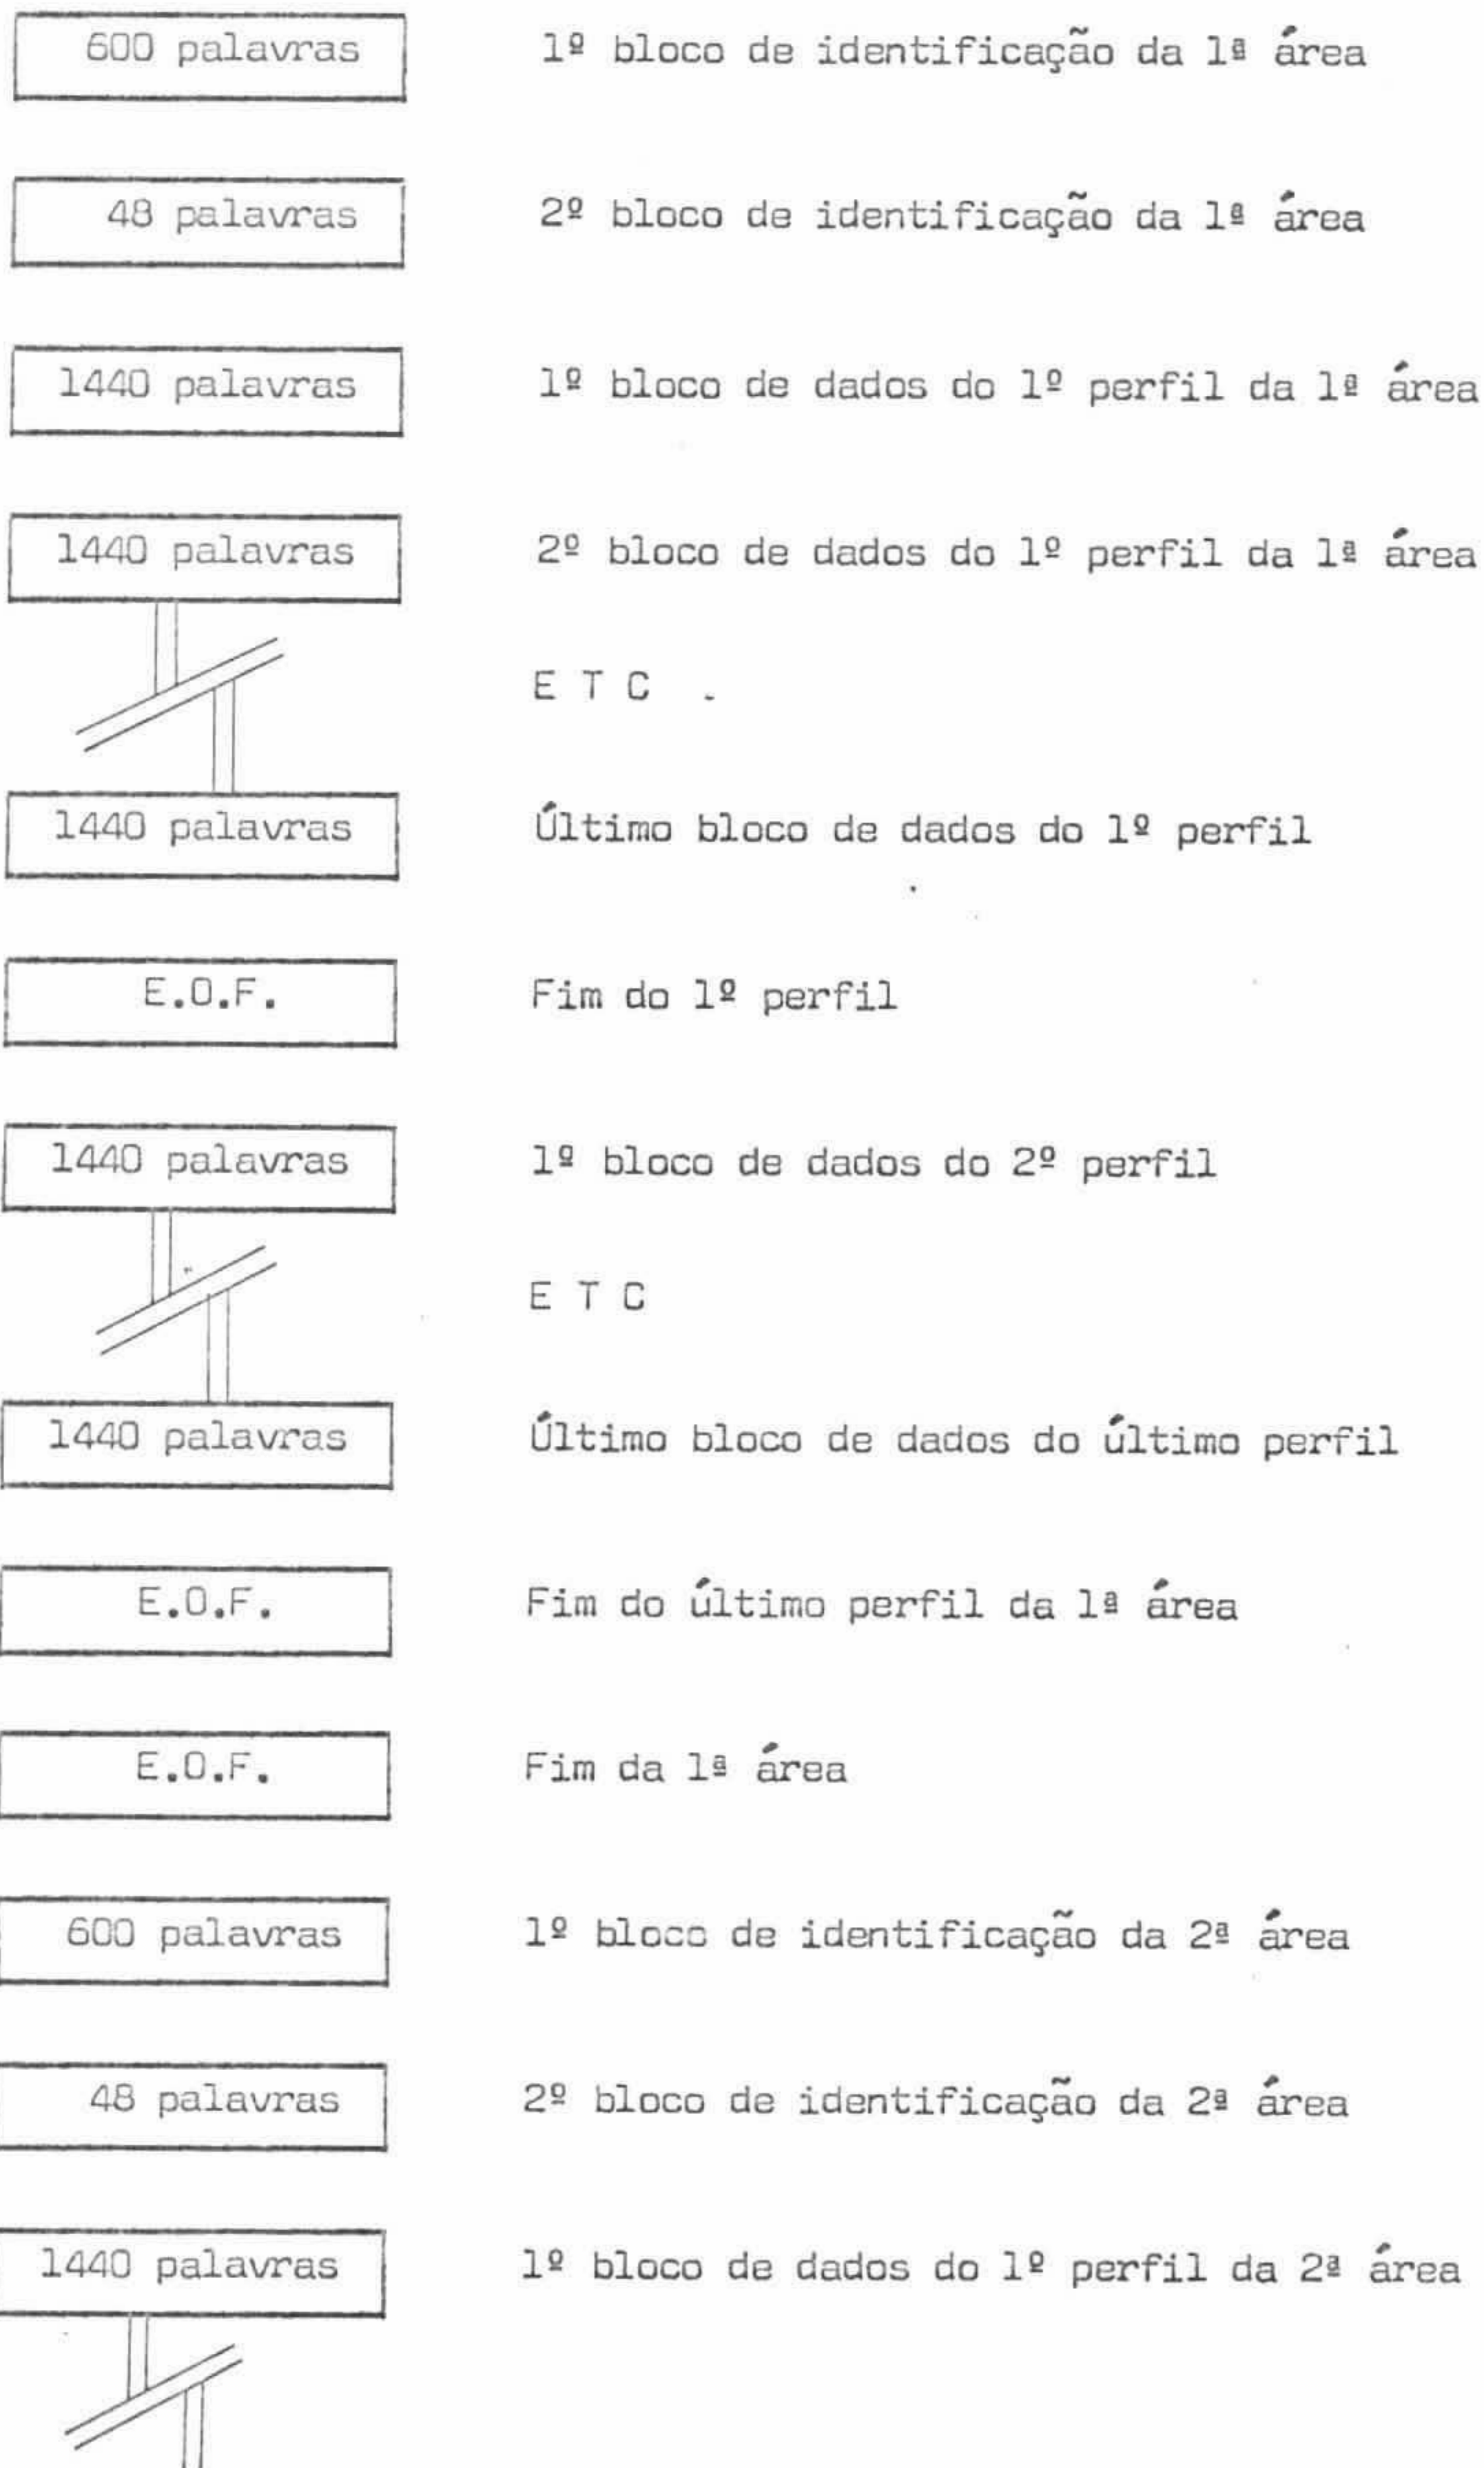 600 palavras 1º bloco de identificação da 1ª área
48 palavras 2º bloco de identificação da 1ª área
1440 palavras 1º bloco de dados do 1º perfil da 1ª área
1440 palavras 2º bloco de dados do 1º perfil da 1ª área
E T C .
1440 palavras Último bloco de dados do 1º perfil
E.O.F. Fim do 1º perfil
1440 palavras 1º bloco de dados do 2º perfil
E T C
1440 palavras Último bloco de dados do último perfil
E.O.F. Fim do último perfil da 1ª área
E.O.F. Fim da 1ª área
600 palavras 1º bloco de identificação da 2ª área
48 palavras 2º bloco de identificação da 2ª área
1440 palavras 1º bloco de dados do 1º perfil da 2ª área